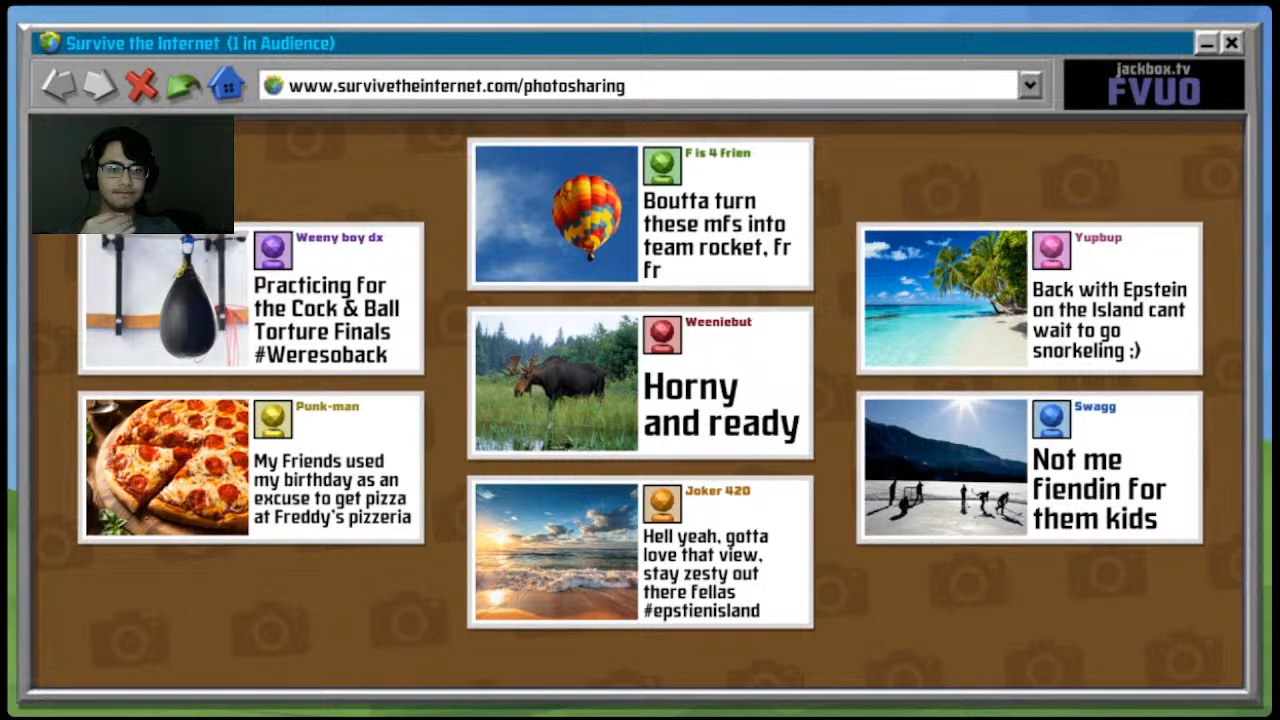 Survive the Internet (1 in Audience)
www.survivetheinternet.com/photosharing
jackbox.tv
FVUO
Weeny boy dx
Practicing for
the Cock & Ball
Torture Finals
#Weresoback
Punk-man
My Friends used
my birthday as an
excuse to get pizza
at Freddy's pizzeria
F is 4 Frien
Boutta turn
these mfs into
team rocket, fr
fr
Weeniebut
Horny
and ready
Joker 420
Hell yeah, gotta
love that view,
stay zesty out
there fellas
#epstienisland
Yupbup
Back with Epstein
on the Island cant
wait to go
snorkeling :)
Swagg
Not me
fiendin for
them kids